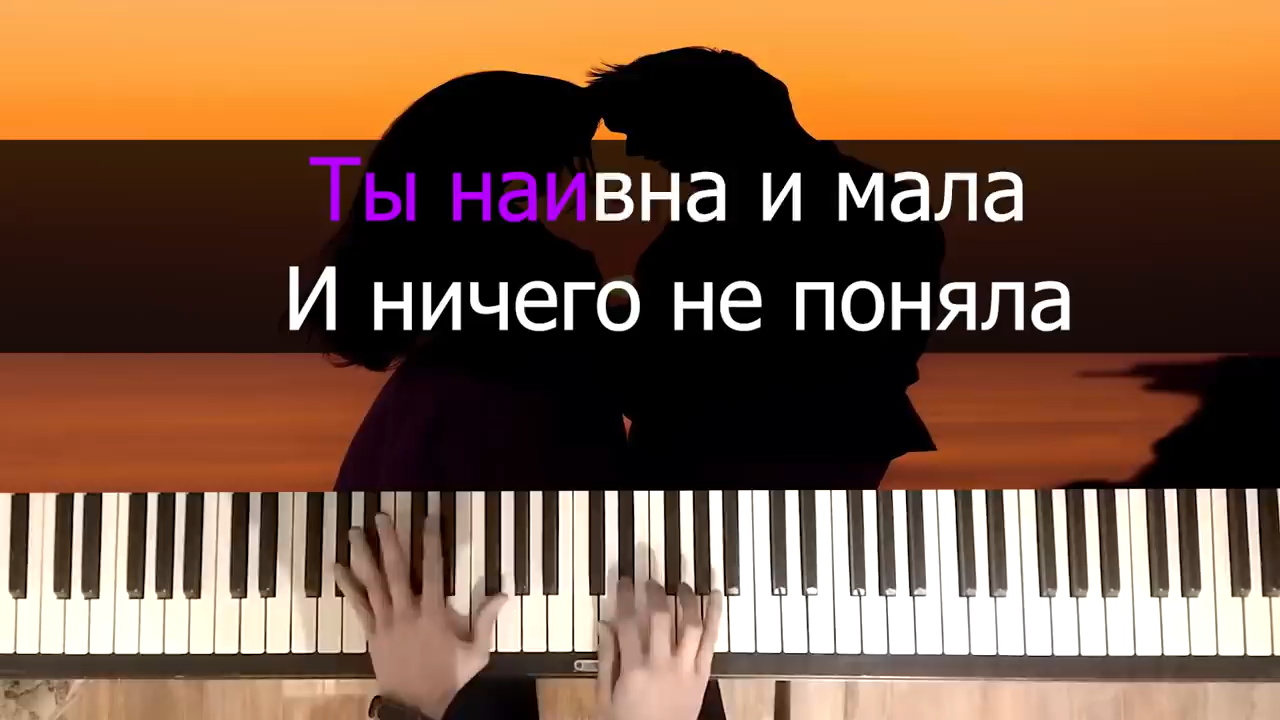 Ты наивна и мала
И ничего не поняла